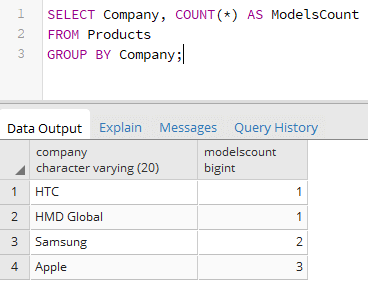 1 SELECT Company, COUNT(*) AS ModelsCount
2 FROM Products
3 GROUP BY Company;
Data Output Explain Messages Query History
company
character varying (20)
modelscount
bigint
1 HTC 1
2 HMD Global 1
3 Samsung 2
4 Apple 3